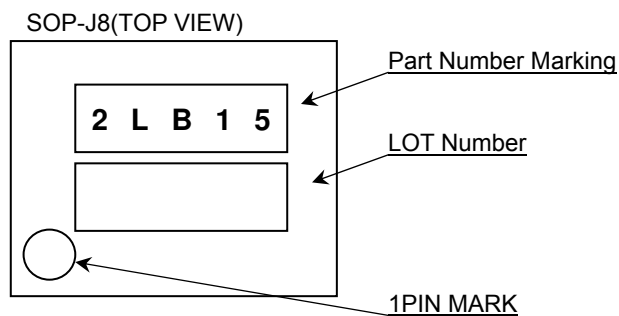 SOP-J8(TOP VIEW)
Part Number Marking
2 L B 1 5
LOT Number
1PIN MARK